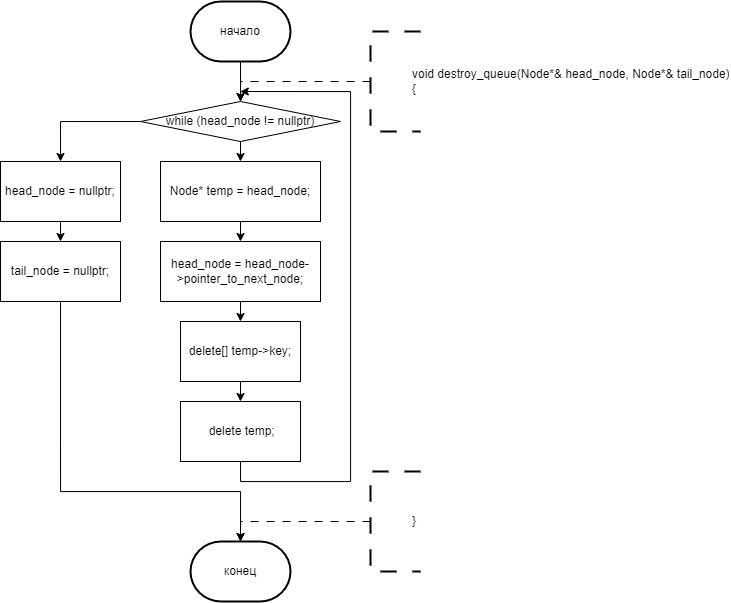 начало
void destroy_queue(Node*& head_node, Node*& tail_node)
{
while (head_node != nullptr)
head_node = nullptr;
Node* temp = head_node;
tail_node = nullptr;
head_node = head_node-
>pointer_to_next_node;
delete[] temp->key;
delete temp;
}
конец